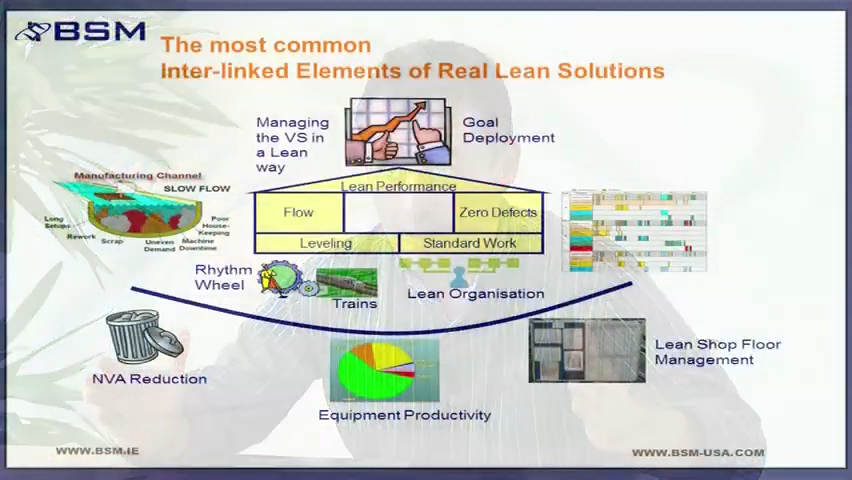 BSM
The most common
Inter-linked Elements of Real Lean Solutions
Managing
the VS in
a Lean
way
Goal
Deployment
Manufacturing Channel
SLOW FLOW
Long
Setups
Rework
Scrap
Uneven
Demand
Machine
Downtime
Poor
House-
Keeping
Lean Performance
Flow
Zero Defects
Leveling
Standard Work
Rhythm
Wheel
Trains
Lean Organisation
NVA Reduction
Equipment Productivity
Lean Shop Floor
Management
WWW.BSM.IE
WWW.BSM-USA.COM